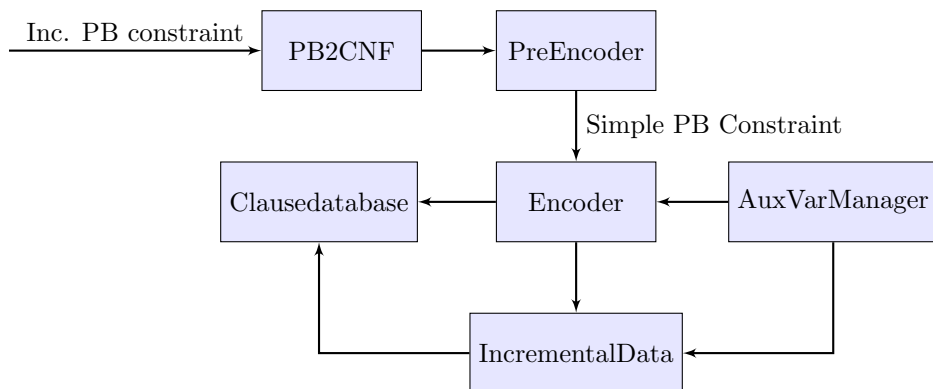 Inc. PB constraint
PB2CNF
PreEncoder
Simple PB Constraint
Clausedatabase
Encoder
AuxVarManager
IncrementalData